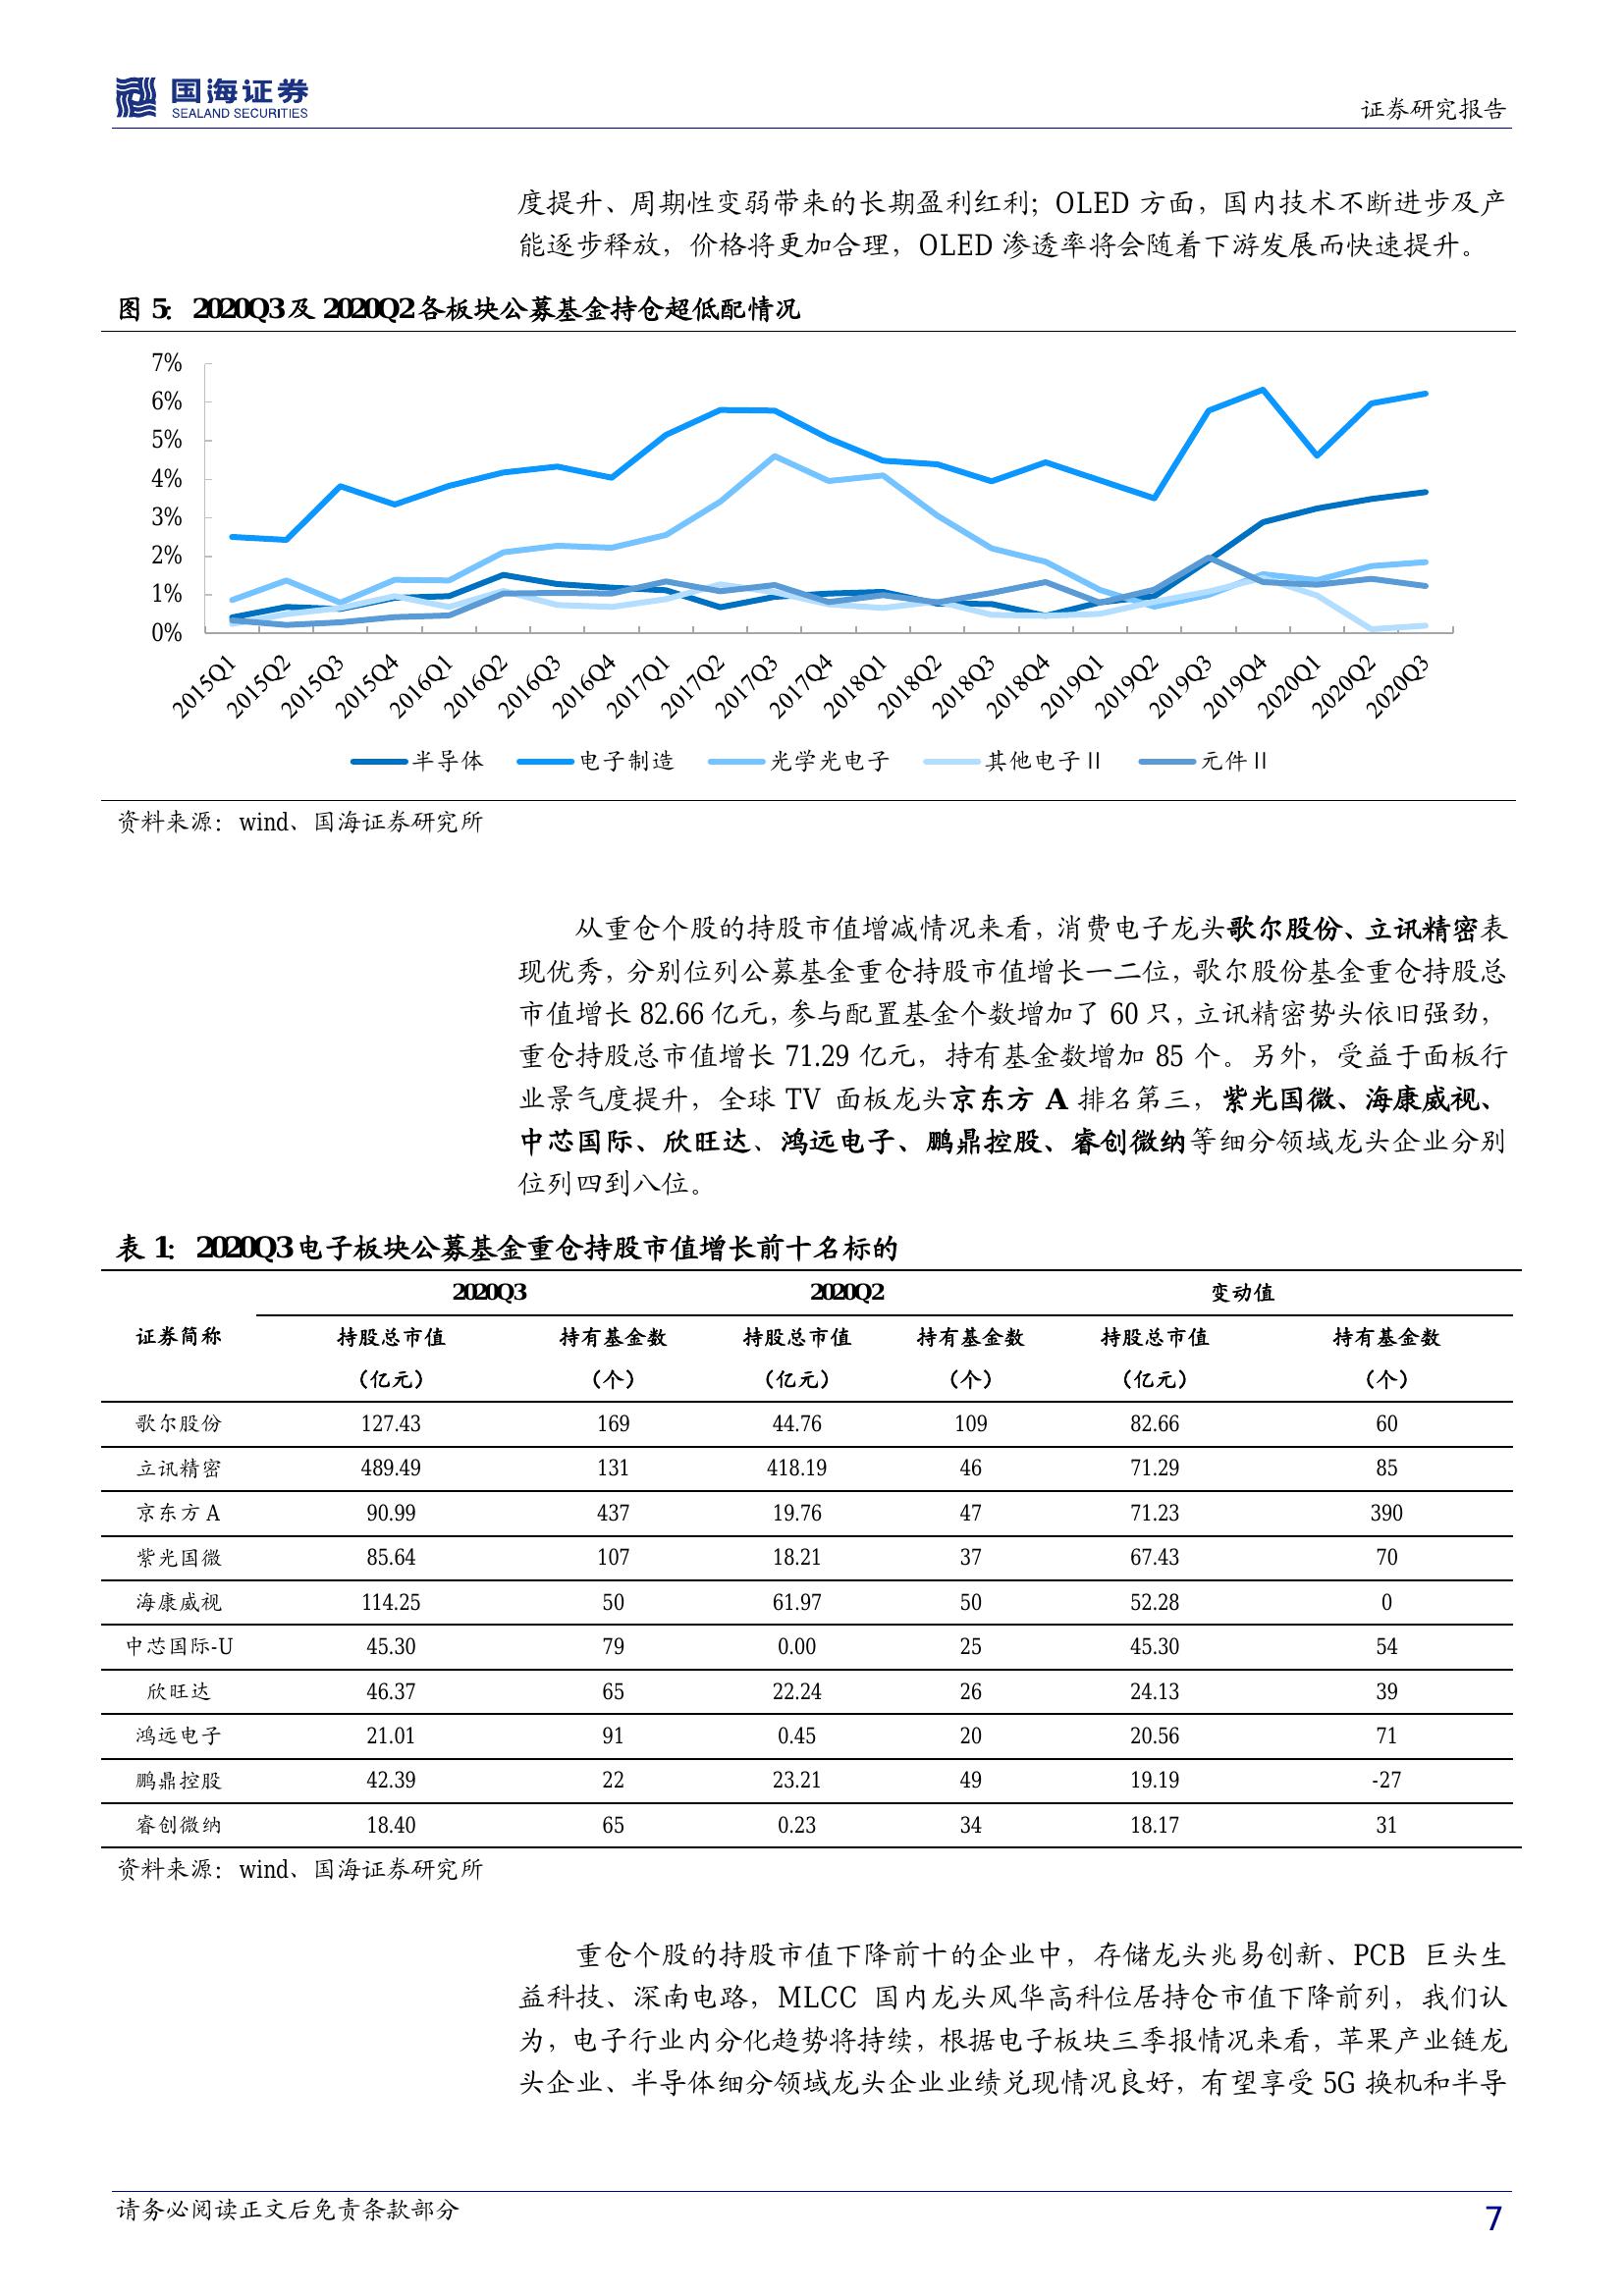 国海证券
SEALAND SECURITIES
证券研究报告
度提升、周期性变弱带来的长期盈利红利；OLED 方面，国内技术不断进步及产
能逐步释放，价格将更加合理，OLED 渗透率将会随着下游发展而快速提升。
图 5： 2020Q3 及 2020Q2 各板块公募基金持仓超低配情况
7%
6%
5%
4%
3%
2%
1%
0%
2015Q1 2015Q2 2015Q3 2015Q4 2016Q1 2016Q2 2016Q3 2016Q4 2017Q1 2017Q2 2017Q3 2017Q4 2018Q1 2018Q2 2018Q3 2018Q4 2019Q1 2019Q2 2019Q3 2019Q4 2020Q1 2020Q2 2020Q3
半导体 电子制造 光学光电子 其他电子Ⅱ 元件Ⅱ
资料来源：wind、国海证券研究所
从重仓个股的持股市值增减情况来看，消费电子龙头歌尔股份、立讯精密表
现优秀，分别位列公募基金重仓持股市值增长一二位，歌尔股份基金重仓持股总
市值增长 82.66 亿元，参与配置基金个数增加了 60 只，立讯精密势头依旧强劲，
重仓持股总市值增长 71.29 亿元，持有基金数增加 85 个。另外，受益于面板行
业景气度提升，全球 TV 面板龙头京东方 A 排名第三，紫光国微、海康威视、
中芯国际、欣旺达、鸿远电子、鹏鼎控股、睿创微纳等细分领域龙头企业分别
位列四到八位。
表 1： 2020Q3 电子板块公募基金重仓持股市值增长前十名标的
2020Q3 2020Q2 变动值
证券简称 持股总市值 持有基金数 持股总市值 持有基金数 持股总市值 持有基金数
（亿元） （个） （亿元） （个） （亿元） （个）
歌尔股份 127.43 169 44.76 109 82.66 60
立讯精密 489.49 131 418.19 46 71.29 85
京东方 A 90.99 437 19.76 47 71.23 390
紫光国微 85.64 107 18.21 37 67.43 70
海康威视 114.25 50 61.97 50 52.28 0
中芯国际-U 45.30 79 0.00 25 45.30 54
欣旺达 46.37 65 22.24 26 24.13 39
鸿远电子 21.01 91 0.45 20 20.56 71
鹏鼎控股 42.39 22 23.21 49 19.19 -27
睿创微纳 18.40 65 0.23 34 18.17 31
资料来源：wind、国海证券研究所
重仓个股的持股市值下降前十的企业中，存储龙头兆易创新、PCB 巨头生
益科技、深南电路，MLCC 国内龙头风华高科位居持仓市值下降前列，我们认
为，电子行业内分化趋势将持续，根据电子板块三季报情况来看，苹果产业链龙
头企业、半导体细分领域龙头企业业绩兑现情况良好，有望享受 5G 换机和半导
请务必阅读正文后免责条款部分
7